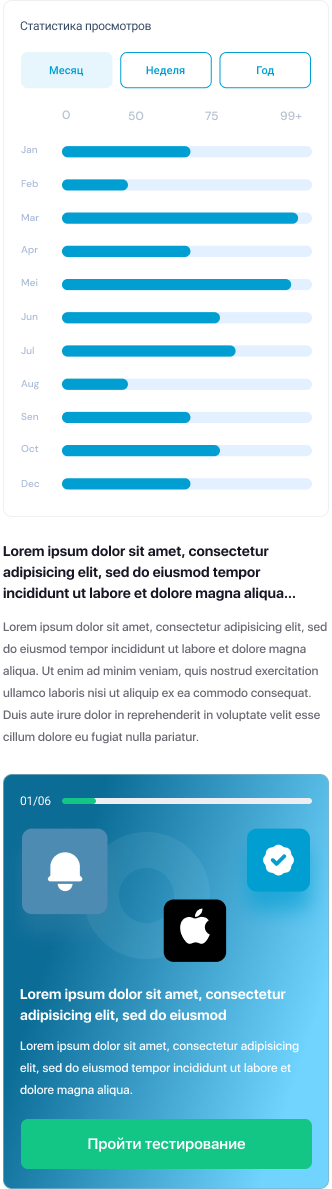 Статистика просмотров
Месяц Неделя Год
0 50 75 99+
Jan
Feb
Mar
Apr
Mei
Jun
Jul
Aug
Sen
Oct
Dec
Lorem ipsum dolor sit amet, consectetur
adipisicing elit, sed do eiusmod tempor
incididunt ut labore et dolore magna aliqua...
Lorem ipsum dolor sit amet, consectetur adipisicing elit, sed
do eiusmod tempor incididunt ut labore et dolore magna
aliqua. Ut enim ad minim veniam, quis nostrud exercitation
ullamco laboris nisi ut aliquip ex ea commodo consequat.
Duis aute irure dolor in reprehenderit in voluptate velit esse
cillum dolore eu fugiat nulla pariatur.
01/06
Lorem ipsum dolor sit amet, consectetur
adipisicing elit, sed do eiusmod
Lorem ipsum dolor sit amet, consectetur adipisicing
elit, sed do eiusmod tempor incididunt ut labore et
dolore magna aliqua.
Пройти тестирование